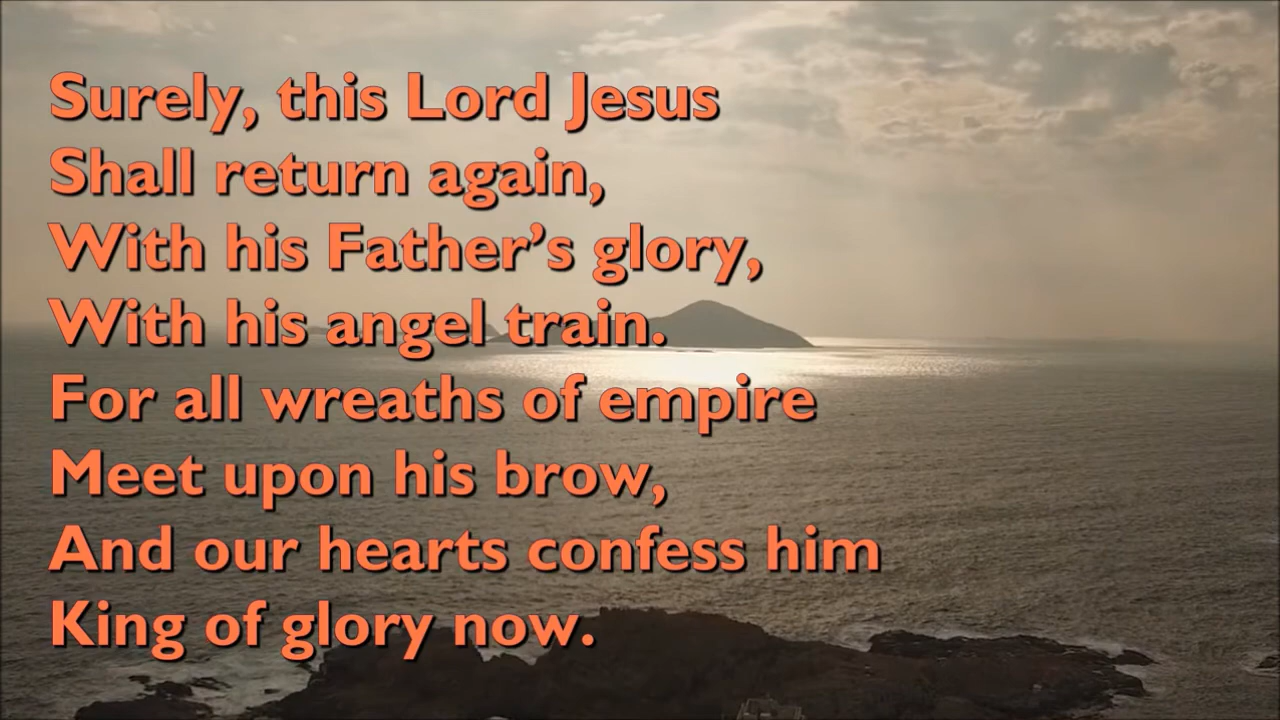 Surely, this Lord Jesus
Shall return again,
With his Father’s glory,
With his angel train.
For all wreaths of empire
Meet upon his brow,
And our hearts confess him
King of glory now.